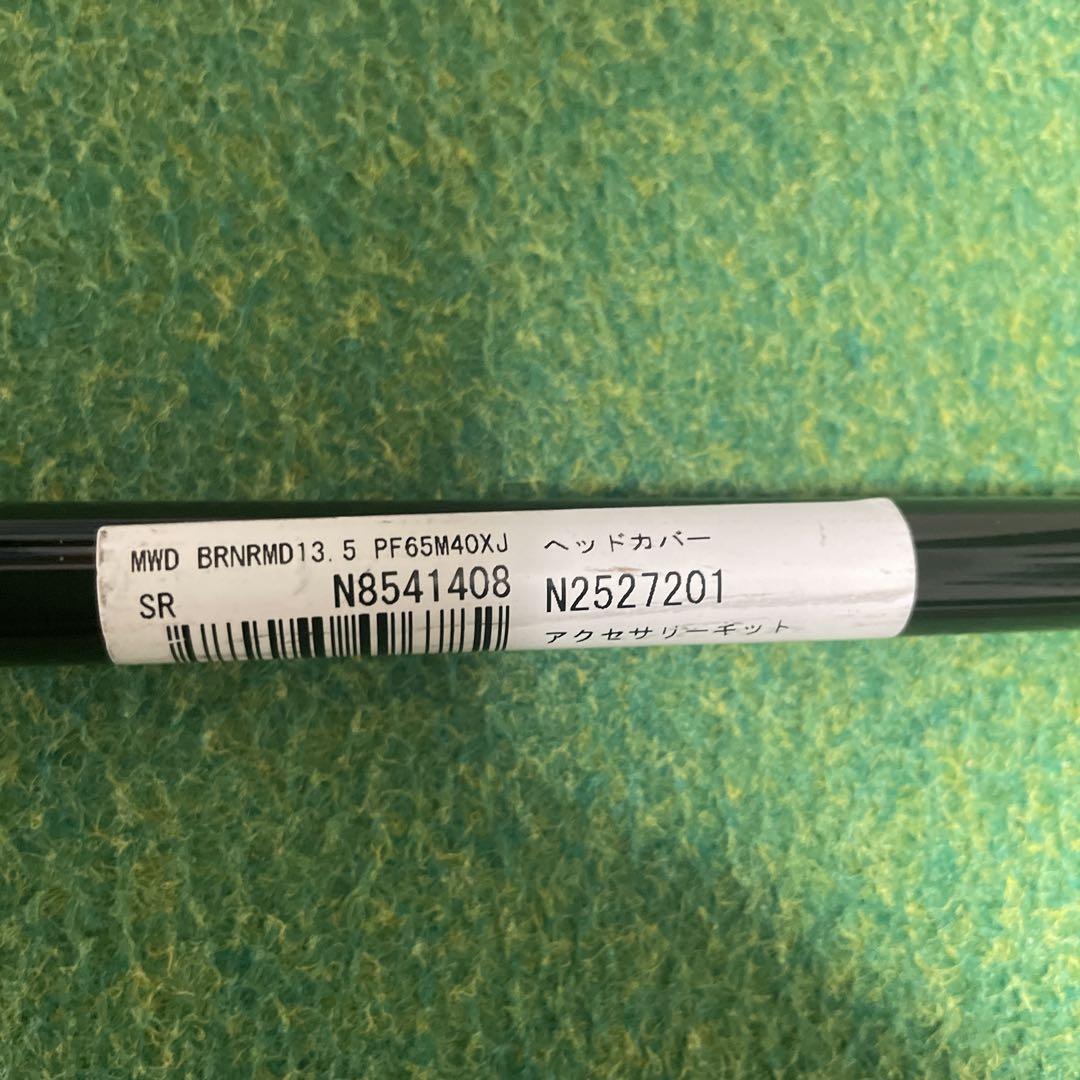 MWD BRNRMD13.5 PF65M40XJ
SR
N8541408
ヘッドカバー
N2527201
アクセサリーキット